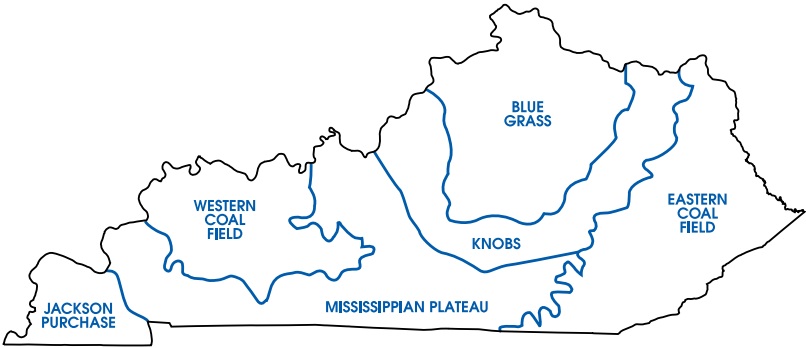 BLUE
GRASS
WESTERN
COAL
FIELD
EASTERN
COAL
FIELD
KNOBS
MISSISSIPPIAN PLATEAU
JACKSON
PURCHASE